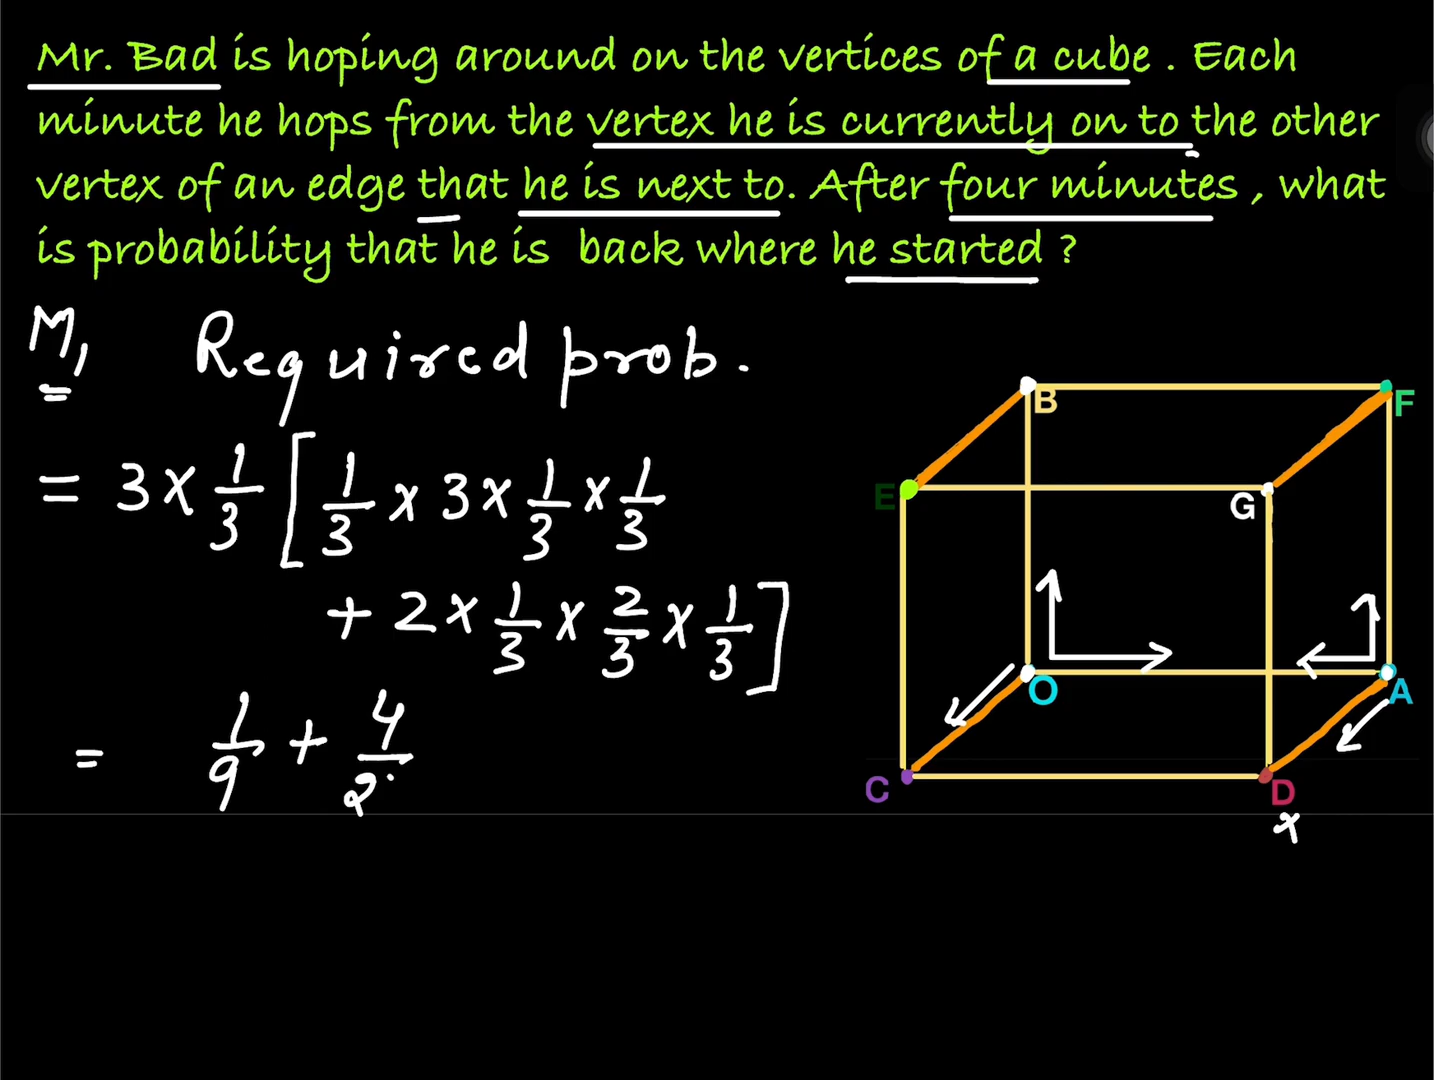 Mr. Bad is hoping around on the vertices of a cube . Each
minute he hops from the vertex he is currently on to the other
vertex of an edge that he is next to. After four minutes , what
is probability that he is back where he started ?
M₁ Required prob.
= 3 × 1/3 [ 1/3 × 3 × 1/3 × 1/3
+ 2 × 1/3 × 2/3 × 1/3 ]
= 1/9 + 4/2
B
F
E
G
O
A
C
D
x